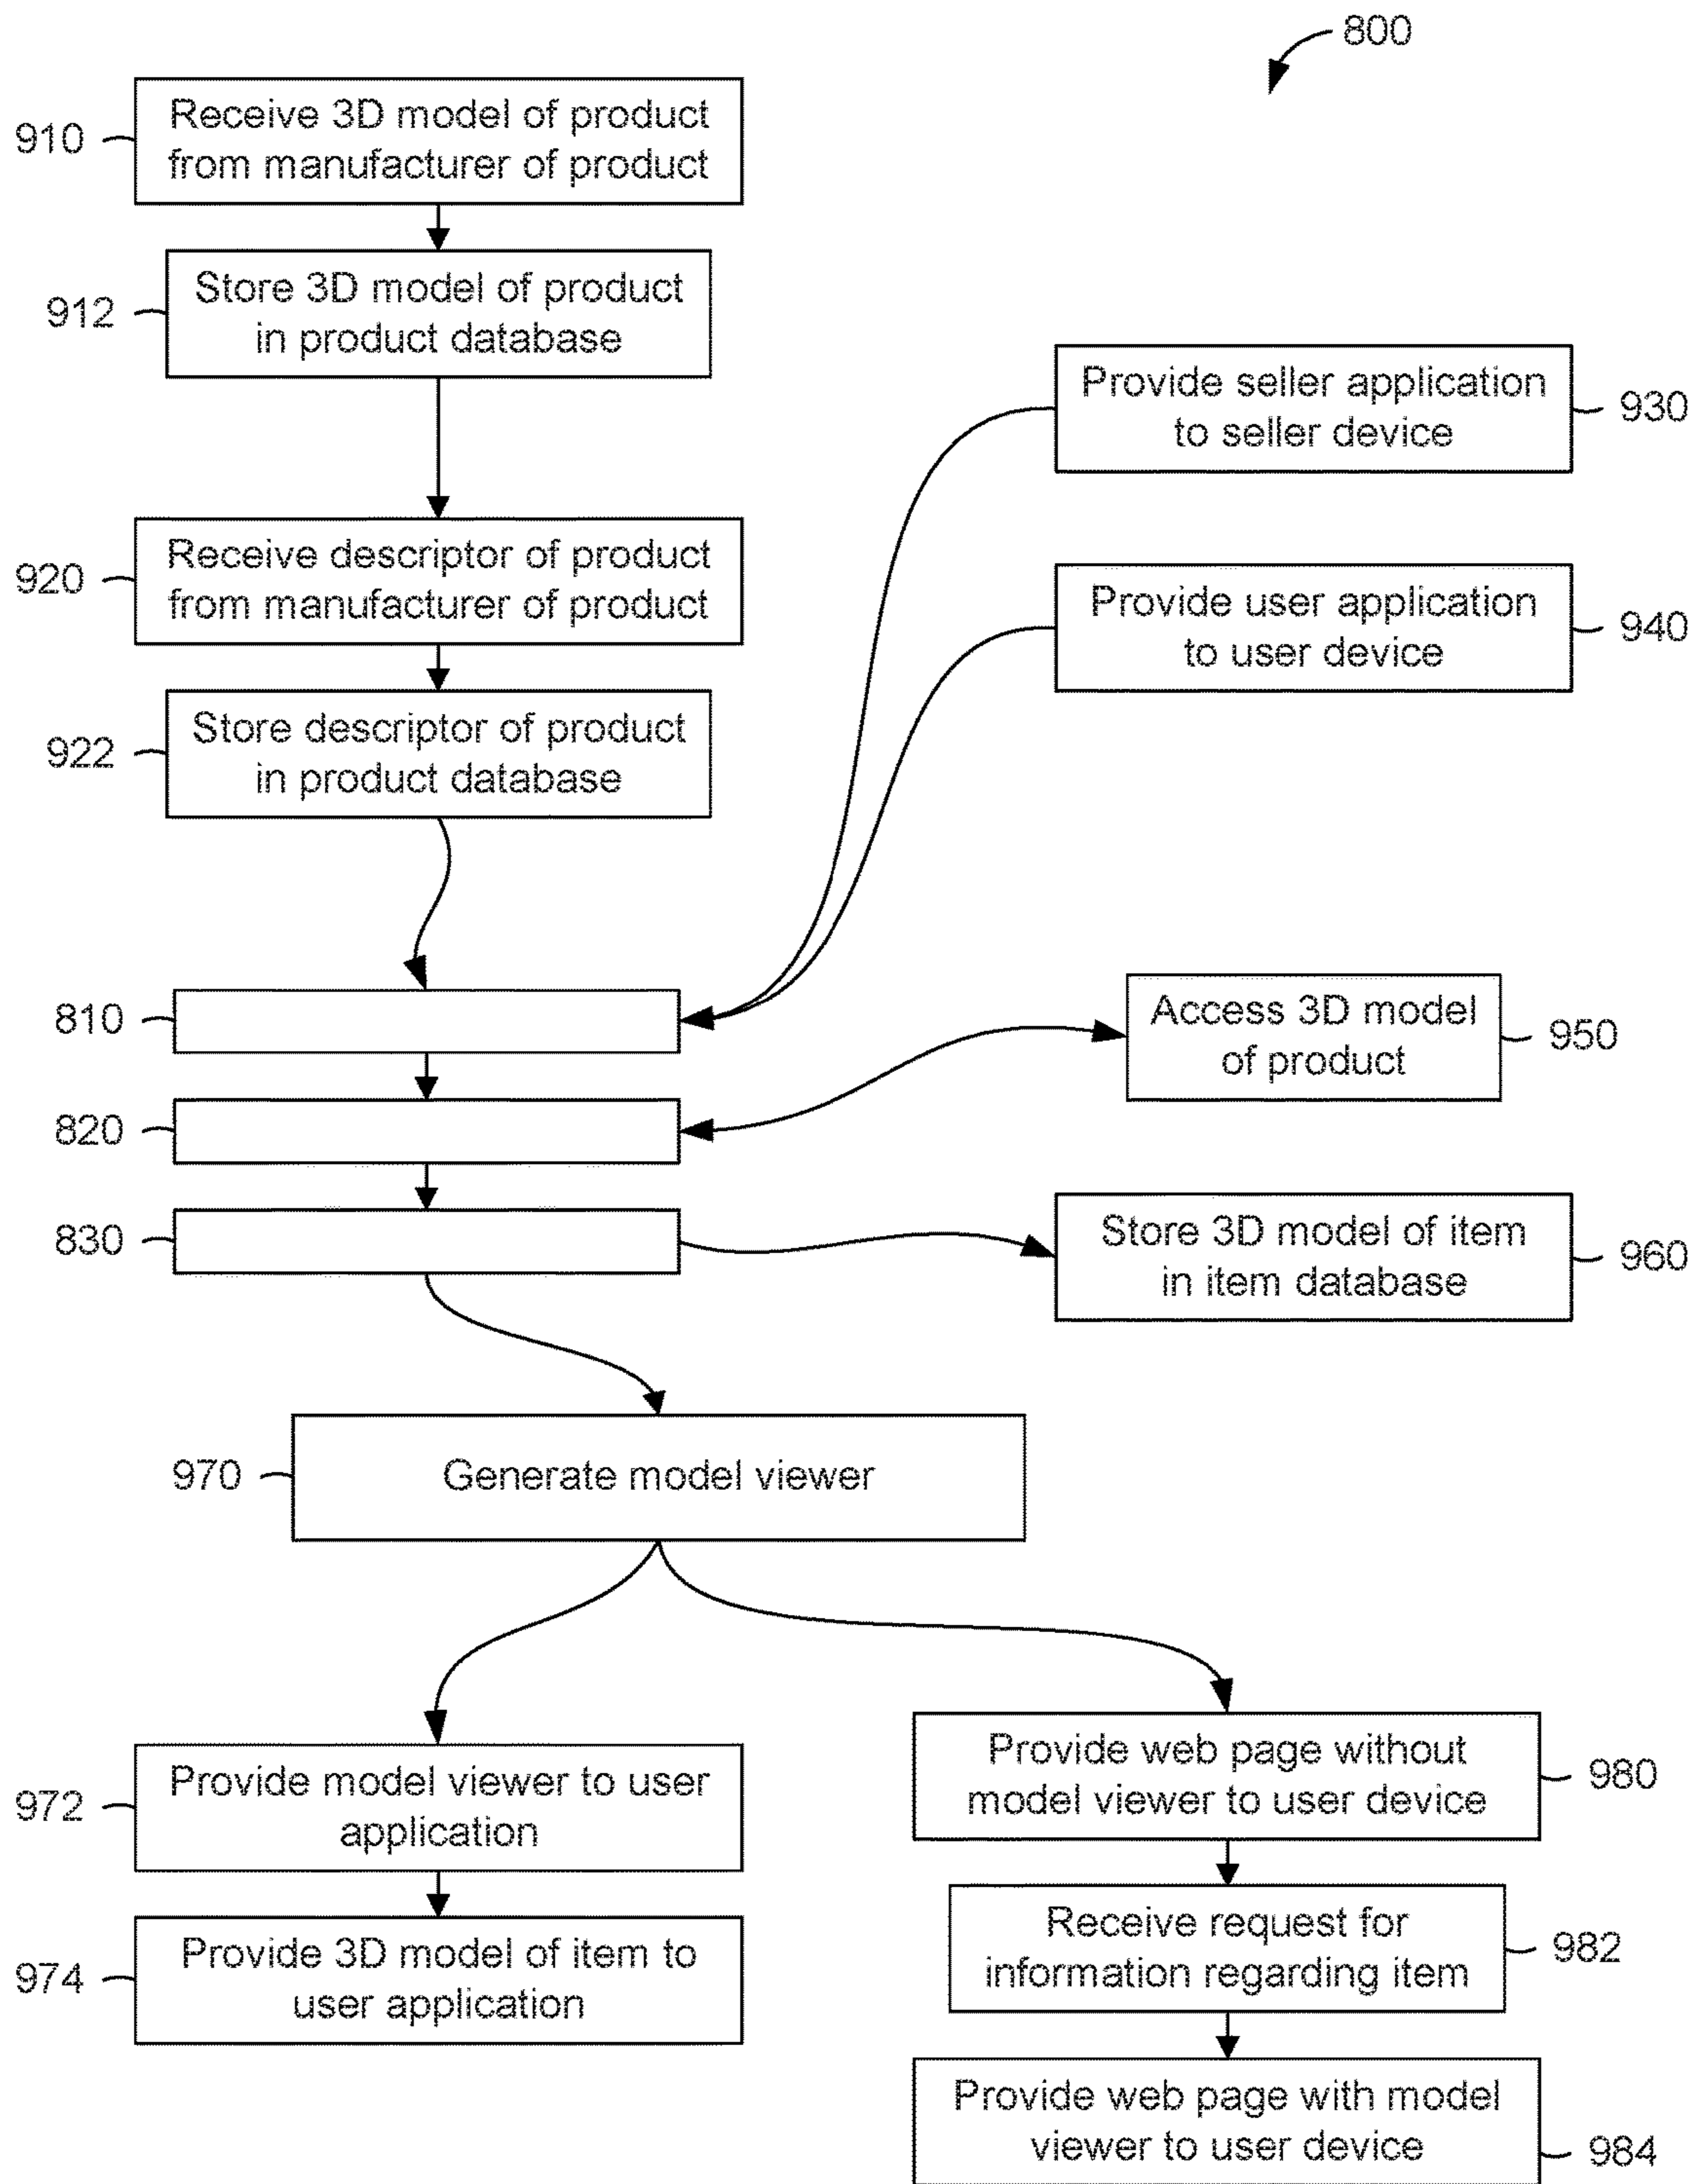 800
910
Receive 3D model of product
from manufacturer of product
912
Store 3D model of product
in product database
Provide seller application
to seller device
930
920
Receive descriptor of product
from manufacturer of product
Provide user application
to user device
940
922
Store descriptor of product
in product database
810
Access 3D model
of product
950
820
830
Store 3D model of item
in item database
960
970
Generate model viewer
972
Provide model viewer to user
application
974
Provide 3D model of item to
user application
Provide web page without
model viewer to user device
980
Receive request for
information regarding item
982
Provide web page with model
viewer to user device
984